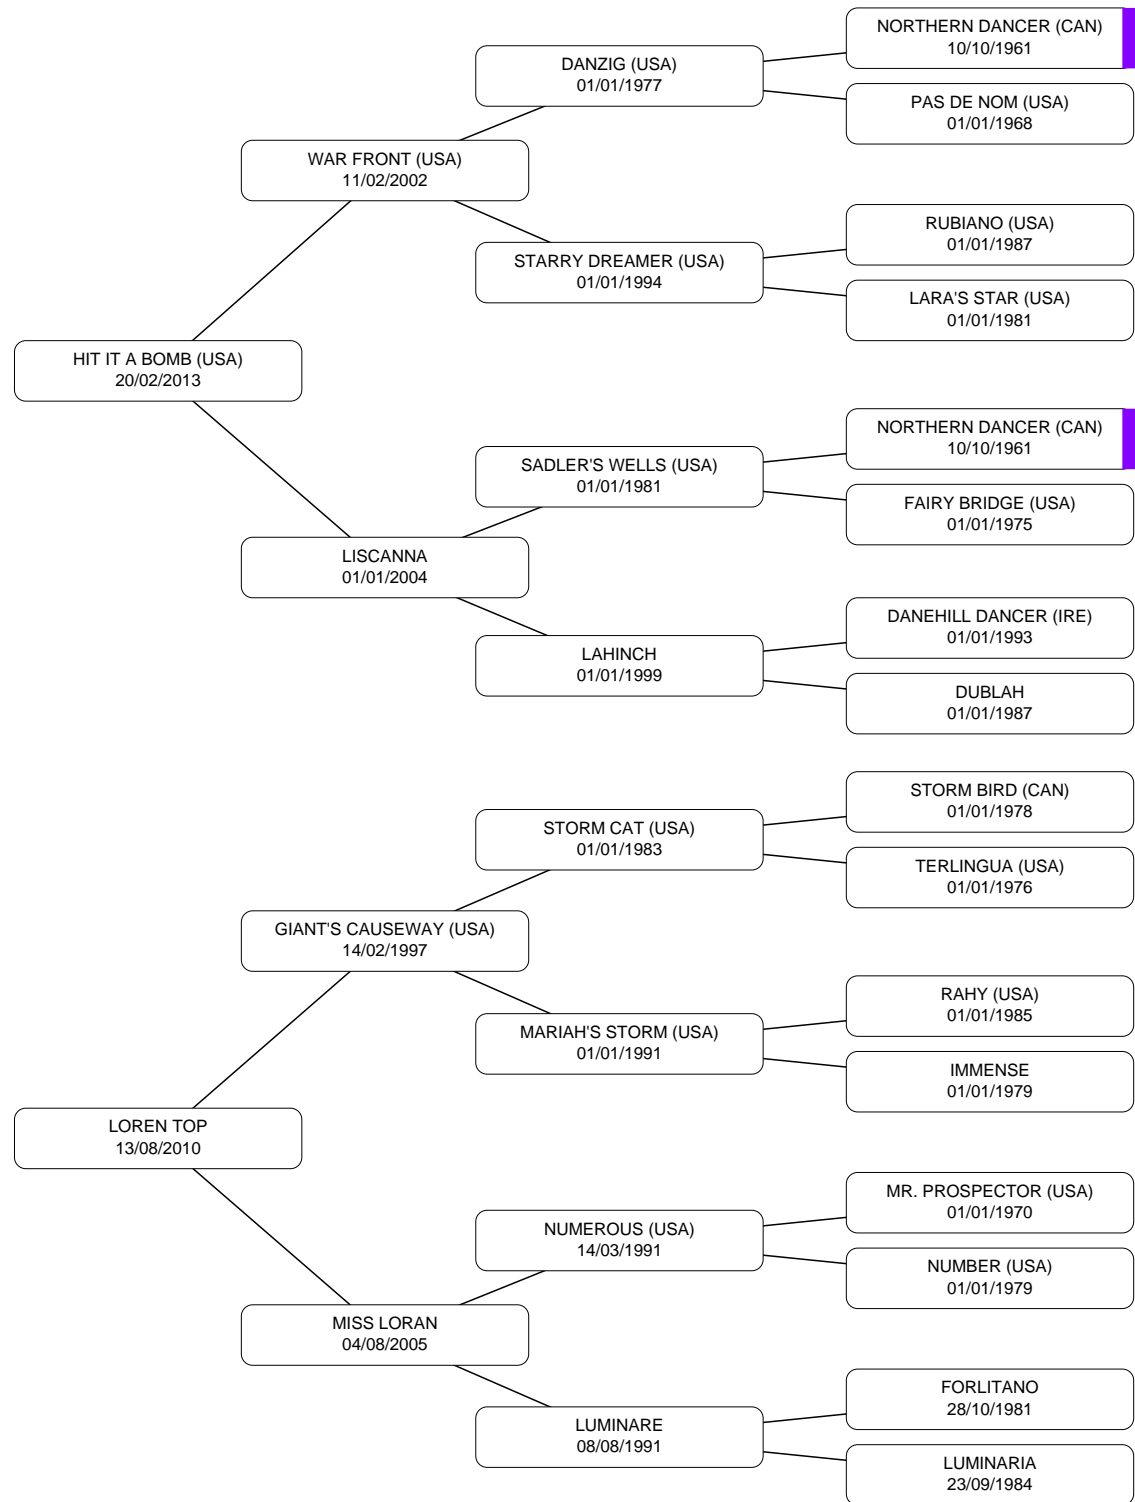 NORTHERN DANCER (CAN)
10/10/1961
DANZIG (USA)
01/01/1977
PAS DE NOM (USA)
01/01/1968
WAR FRONT (USA)
11/02/2002
RUBIANO (USA)
01/01/1987
STARRY DREAMER (USA)
01/01/1994
LARA'S STAR (USA)
01/01/1981
HIT IT A BOMB (USA)
20/02/2013
NORTHERN DANCER (CAN)
10/10/1961
SADLER'S WELLS (USA)
01/01/1981
FAIRY BRIDGE (USA)
01/01/1975
LISCANNA
01/01/2004
DANEHILL DANCER (IRE)
01/01/1993
LAHINCH
01/01/1999
DUBLAH
01/01/1987
STORM BIRD (CAN)
01/01/1978
STORM CAT (USA)
01/01/1983
TERLINGUA (USA)
01/01/1976
GIANT'S CAUSEWAY (USA)
14/02/1997
RAHY (USA)
01/01/1985
MARIAH'S STORM (USA)
01/01/1991
IMMENSE
01/01/1979
LOREN TOP
13/08/2010
MR. PROSPECTOR (USA)
01/01/1970
NUMEROUS (USA)
14/03/1991
NUMBER (USA)
01/01/1979
MISS LORAN
04/08/2005
FORLITANO
28/10/1981
LUMINARE
08/08/1991
LUMINARIA
23/09/1984